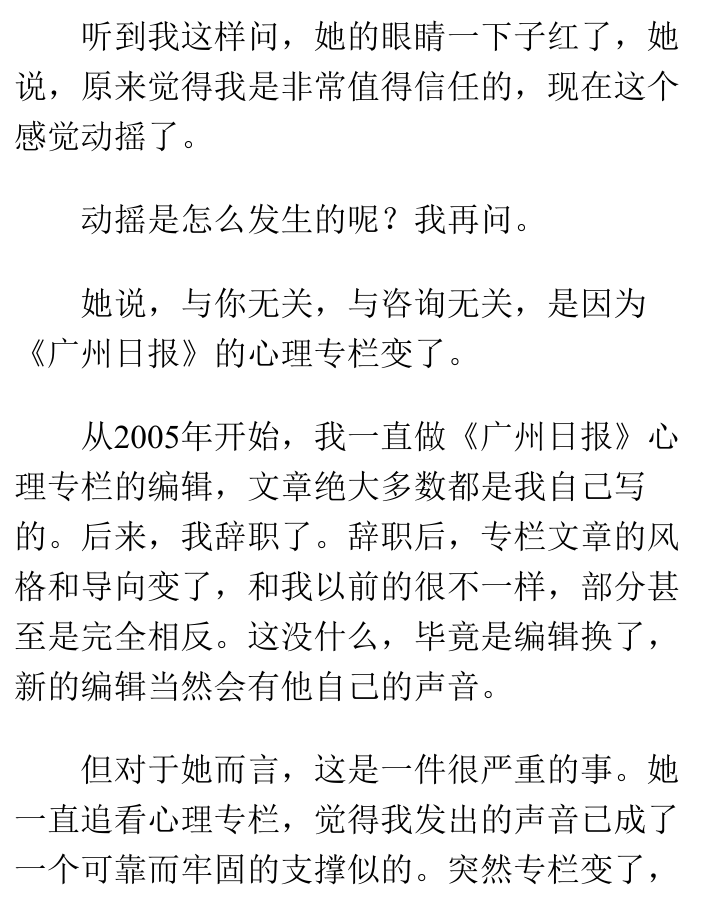 听到我这样问，她的眼睛一下子红了，她
说，原来觉得我是非常值得信任的，现在这个
感觉动摇了。
动摇是怎么发生的呢？我再问。
她说，与你无关，与咨询无关，是因为
《广州日报》的心理专栏变了。
从2005年开始，我一直做《广州日报》心
理专栏的编辑，文章绝大多数都是我自己写
的。后来，我辞职了。辞职后，专栏文章的风
格和导向变了，和我以前的很不一样，部分甚
至是完全相反。这没什么，毕竟是编辑换了，
新的编辑当然会有他自己的声音。
但对于她而言，这是一件很严重的事。她
一直追看心理专栏，觉得我发出的声音已成了
一个可靠而牢固的支撑似的。突然专栏变了，